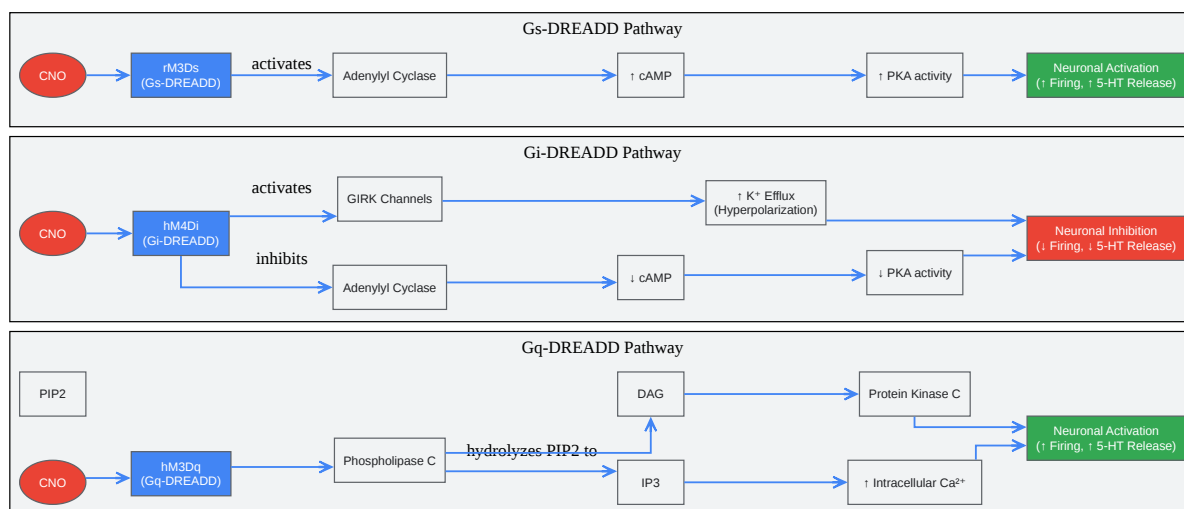 Gs-DREADD Pathway
CNO
rM3Ds
(Gs-DREADD)
activates
Adenylyl Cyclase
↑ cAMP
↑ PKA activity
Neuronal Activation
(↑ Firing, ↑ 5-HT Release)
Gi-DREADD Pathway
CNO
hM4Di
(Gi-DREADD)
activates
GIRK Channels
↑ K⁺ Efflux
(Hyperpolarization)
inhibits
Adenylyl Cyclase
↓ cAMP
↓ PKA activity
Neuronal Inhibition
(↓ Firing, ↓ 5-HT Release)
Gq-DREADD Pathway
PIP2
CNO
hM3Dq
(Gq-DREADD)
Phospholipase C
hydrolyzes PIP2 to
DAG
Protein Kinase C
IP3
↑ Intracellular Ca²⁺
Neuronal Activation
(↑ Firing, ↑ 5-HT Release)